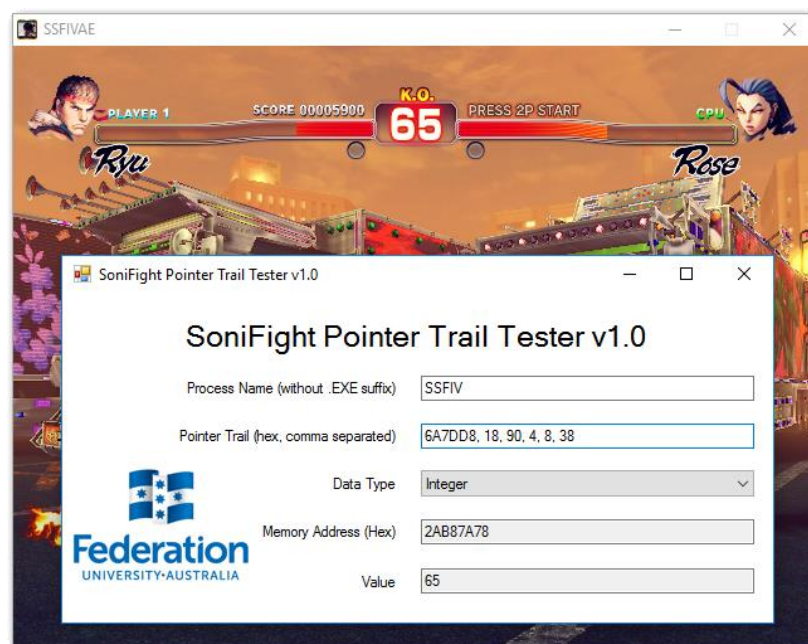 SSFIVAE
K.O.
PLAYER 1 SCORE 00005900 65 PRESS 2P START CPU
Ryu Rose
SoniFight Pointer Trail Tester v1.0
SoniFight Pointer Trail Tester v1.0
Process Name (without .EXE suffix) SSFIV
Pointer Trail (hex, comma separated) 6A7DD8, 18, 90, 4, 8, 38
Data Type Integer
Memory Address (Hex) 2AB87A78
Value 65
Federation
UNIVERSITY•AUSTRALIA